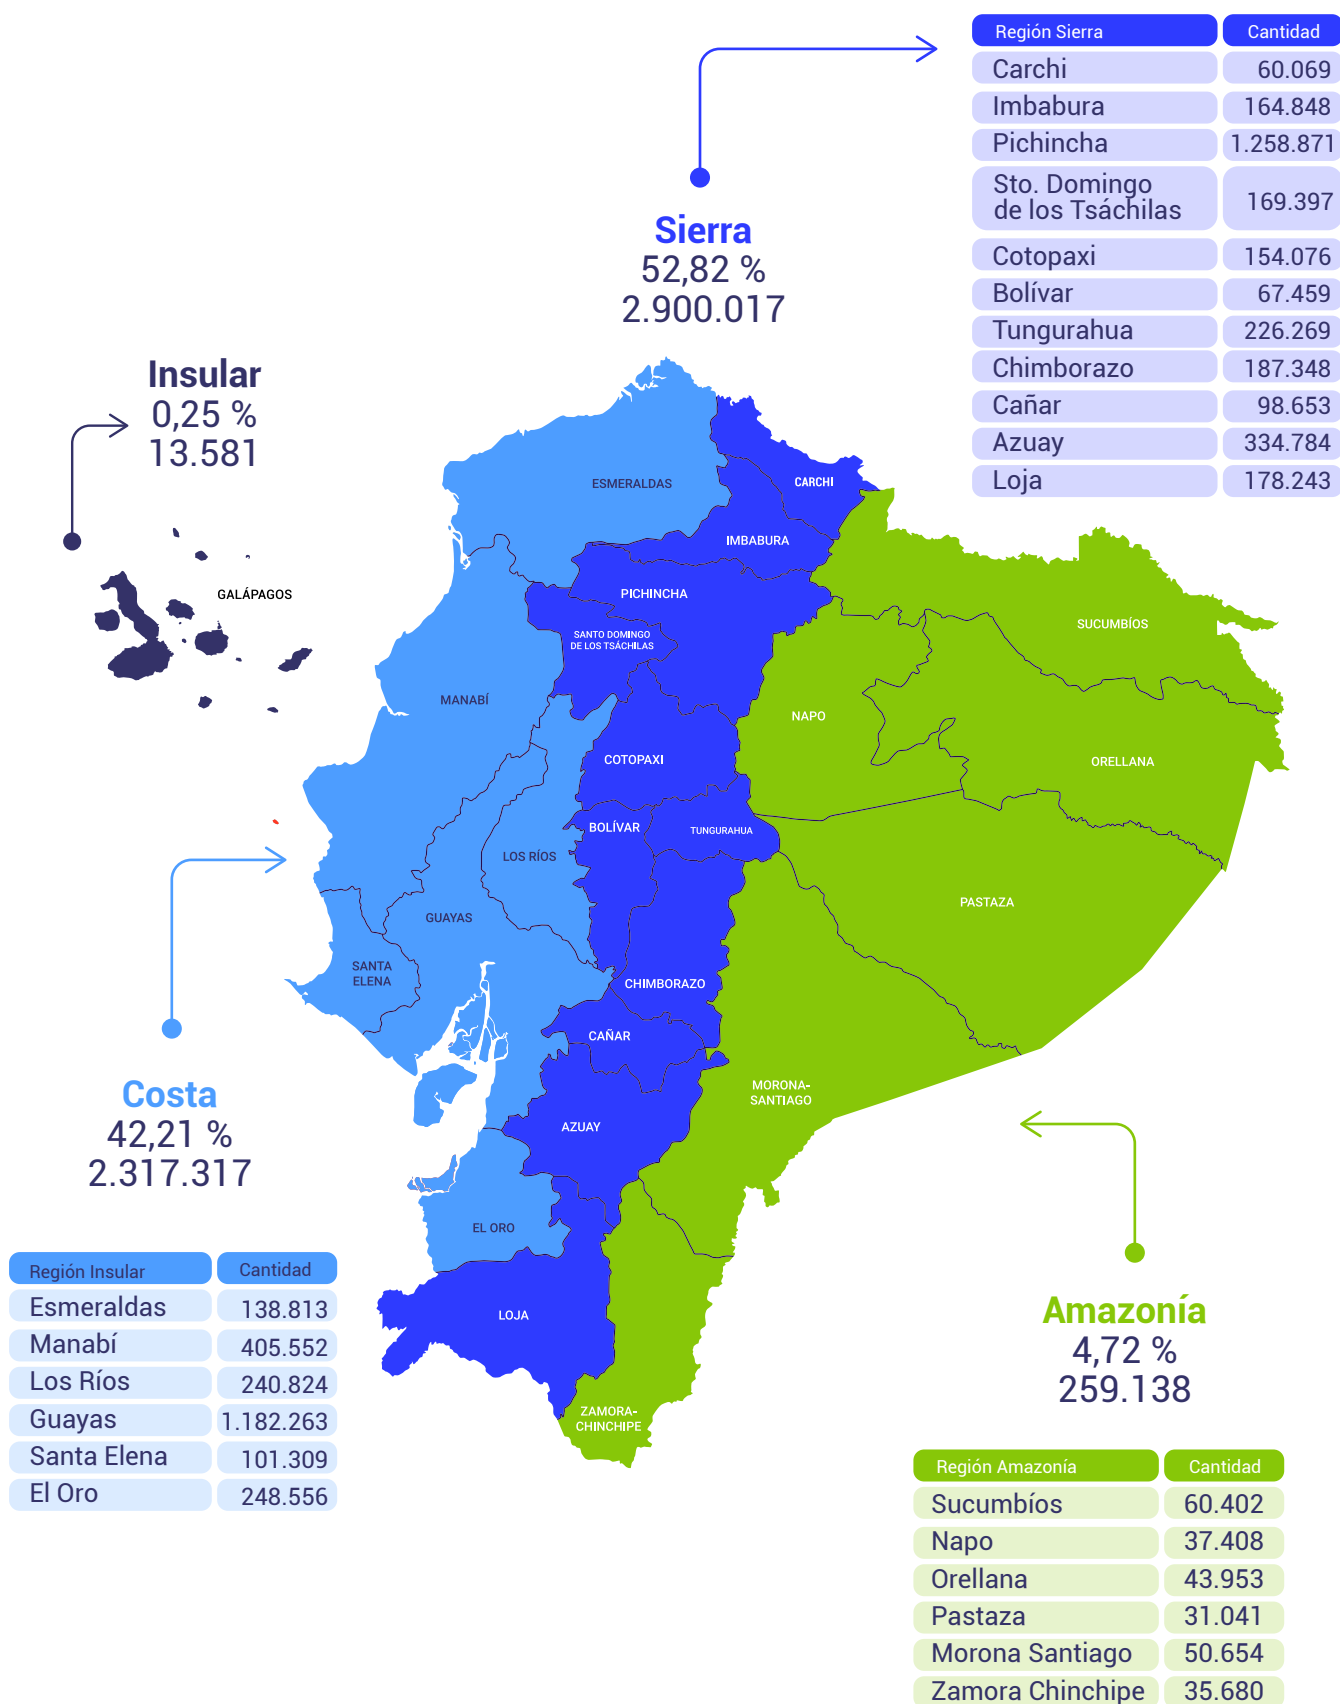 Región Sierra Cantidad
Carchi 60.069
Imbabura 164.848
Pichincha 1.258.871
Sto. Domingo
de los Tsáchilas 169.397
Cotopaxi 154.076
Bolívar 67.459
Tungurahua 226.269
Chimborazo 187.348
Cañar 98.653
Azuay 334.784
Loja 178.243
Sierra
52,82 %
2.900.017
Insular
0,25 %
13.581
GALÁPAGOS
ESMERALDAS
CARCHI
IMBABURA
PICHINCHA
SANTO DOMINGO
DE LOS TSÁCHILAS
SUCUMBÍOS
MANABÍ
NAPO
COTOPAXI
ORELLANA
BOLÍVAR
TUNGURAHUA
LOS RÍOS
PASTAZA
GUAYAS
SANTA
ELENA
CHIMBORAZO
CAÑAR
MORONA-
SANTIAGO
AZUAY
EL ORO
LOJA
ZAMORA-
CHINCHIPE
Costa
42,21 %
2.317.317
Región Insular Cantidad
Esmeraldas 138.813
Manabí 405.552
Los Ríos 240.824
Guayas 1.182.263
Santa Elena 101.309
El Oro 248.556
Amazonía
4,72 %
259.138
Región Amazonía Cantidad
Sucumbíos 60.402
Napo 37.408
Orellana 43.953
Pastaza 31.041
Morona Santiago 50.654
Zamora Chinchipe 35.680